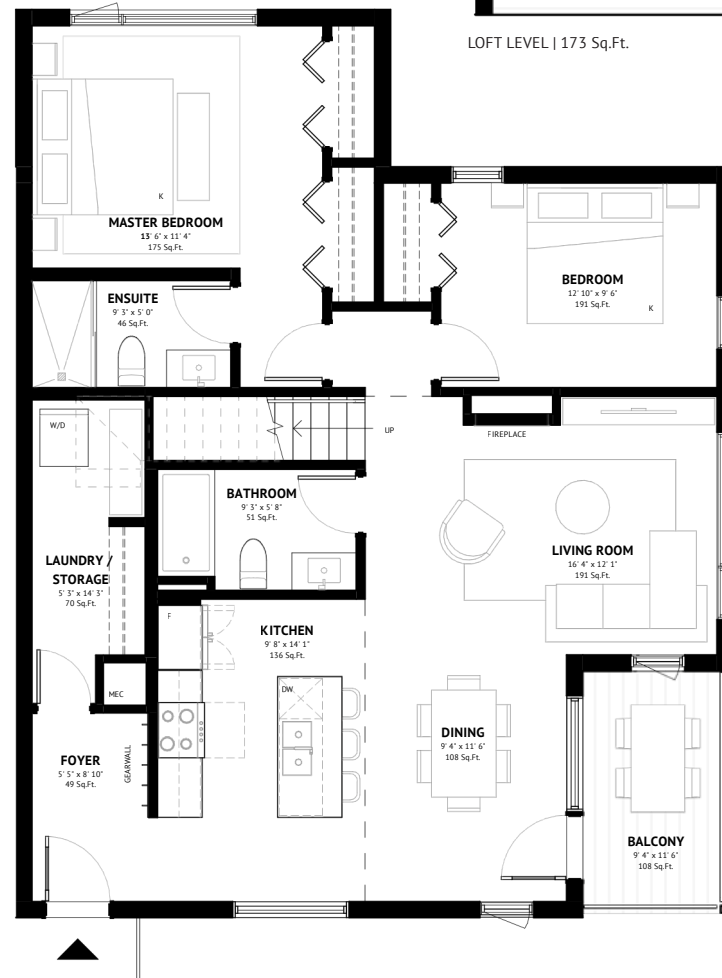 LOFT LEVEL | 173 Sq.Ft.
K
MASTER BEDROOM
13' 6" x 11' 4"
175 Sq.Ft.
ENSUITE
9' 3" x 5' 0"
46 Sq.Ft.
BEDROOM
12' 10" x 9' 6"
191 Sq.Ft.
K
W/D
UP
FIREPLACE
BATHROOM
9' 3" x 5' 8"
51 Sq.Ft.
LAUNDRY /
STORAGE
5' 3" x 14' 3"
70 Sq.Ft.
LIVING ROOM
16' 4" x 12' 1"
191 Sq.Ft.
F
KITCHEN
9' 8" x 14' 1"
136 Sq.Ft.
MEC
DW
GEARWALL
FOYER
5' 5" x 8' 10"
49 Sq.Ft.
DINING
9' 4" x 11' 6"
108 Sq.Ft.
BALCONY
9' 4" x 11' 6"
108 Sq.Ft.